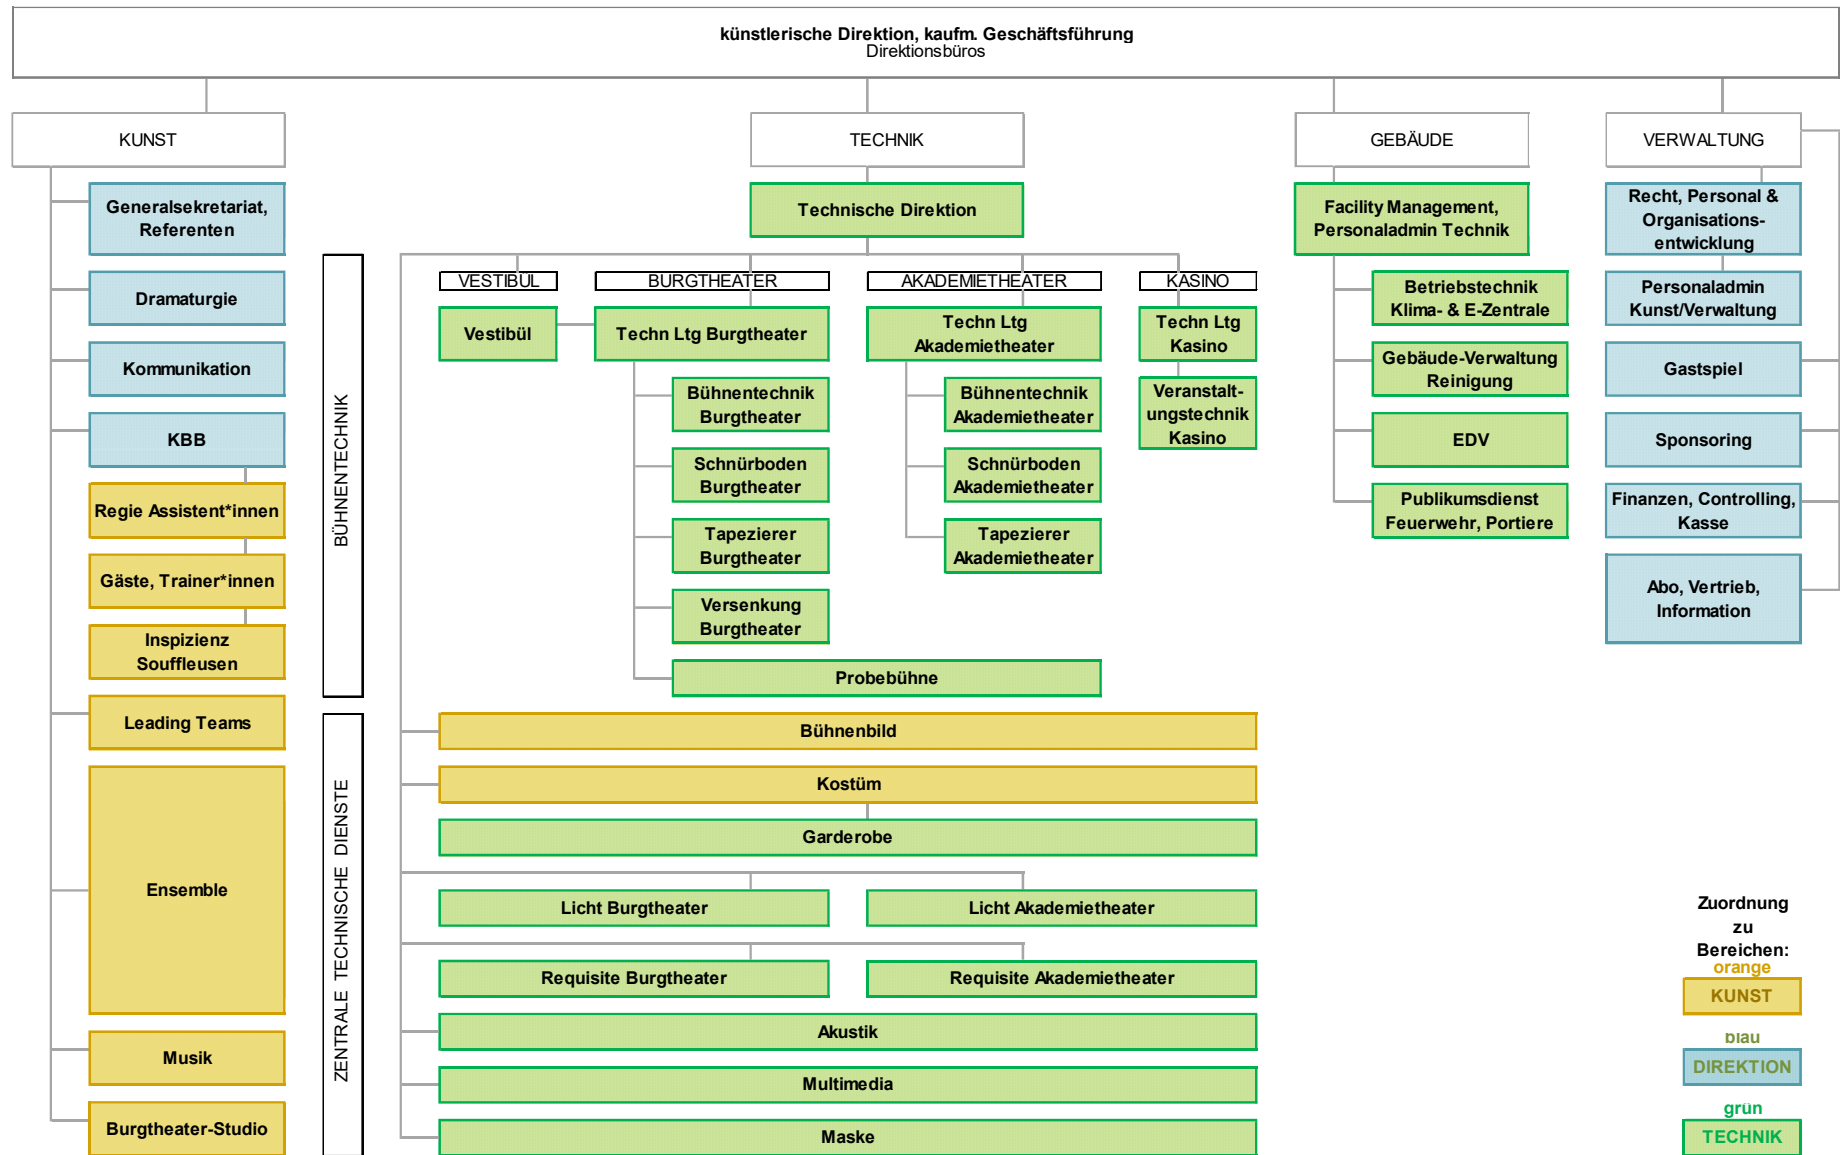 künstlerische Direktion, kaufm. Geschäftsführung
Direktionsbüros
KUNST
TECHNIK
GEBÄUDE
VERWALTUNG
Generalsekretariat,
Referenten
Dramaturgie
Kommunikation
KBB
Regie Assistent*innen
Gäste, Trainer*innen
Inspizienz
Souffleusen
Leading Teams
Ensemble
Musik
Burgtheater-Studio
BÜHNENTECHNIK
ZENTRALE TECHNISCHE DIENSTE
Technische Direktion
VESTIBÜL
BURGTHEATER
AKADEMIETHEATER
KASINO
Vestibül
Techn Ltg Burgtheater
Techn Ltg
Akademietheater
Techn Ltg
Kasino
Bühnentechnik
Burgtheater
Schnürboden
Burgtheater
Tapezierer
Burgtheater
Versenkung
Burgtheater
Bühnentechnik
Akademietheater
Schnürboden
Akademietheater
Tapezierer
Akademietheater
Veranstalt-
ungstechnik
Kasino
Probebühne
Bühnenbild
Kostüm
Garderobe
Licht Burgtheater
Licht Akademietheater
Requisite Burgtheater
Requisite Akademietheater
Akustik
Multimedia
Maske
Facility Management,
Personaladmin Technik
Betriebstechnik
Klima- & E-Zentrale
Gebäude-Verwaltung
Reinigung
EDV
Publikumsdienst
Feuerwehr, Portiere
Recht, Personal &
Organisations-
entwicklung
Personaladmin
Kunst/Verwaltung
Gastspiel
Sponsoring
Finanzen, Controlling,
Kasse
Abo, Vertrieb,
Information
Zuordnung
zu
Bereichen:
orange
KUNST
blau
DIREKTION
grün
TECHNIK